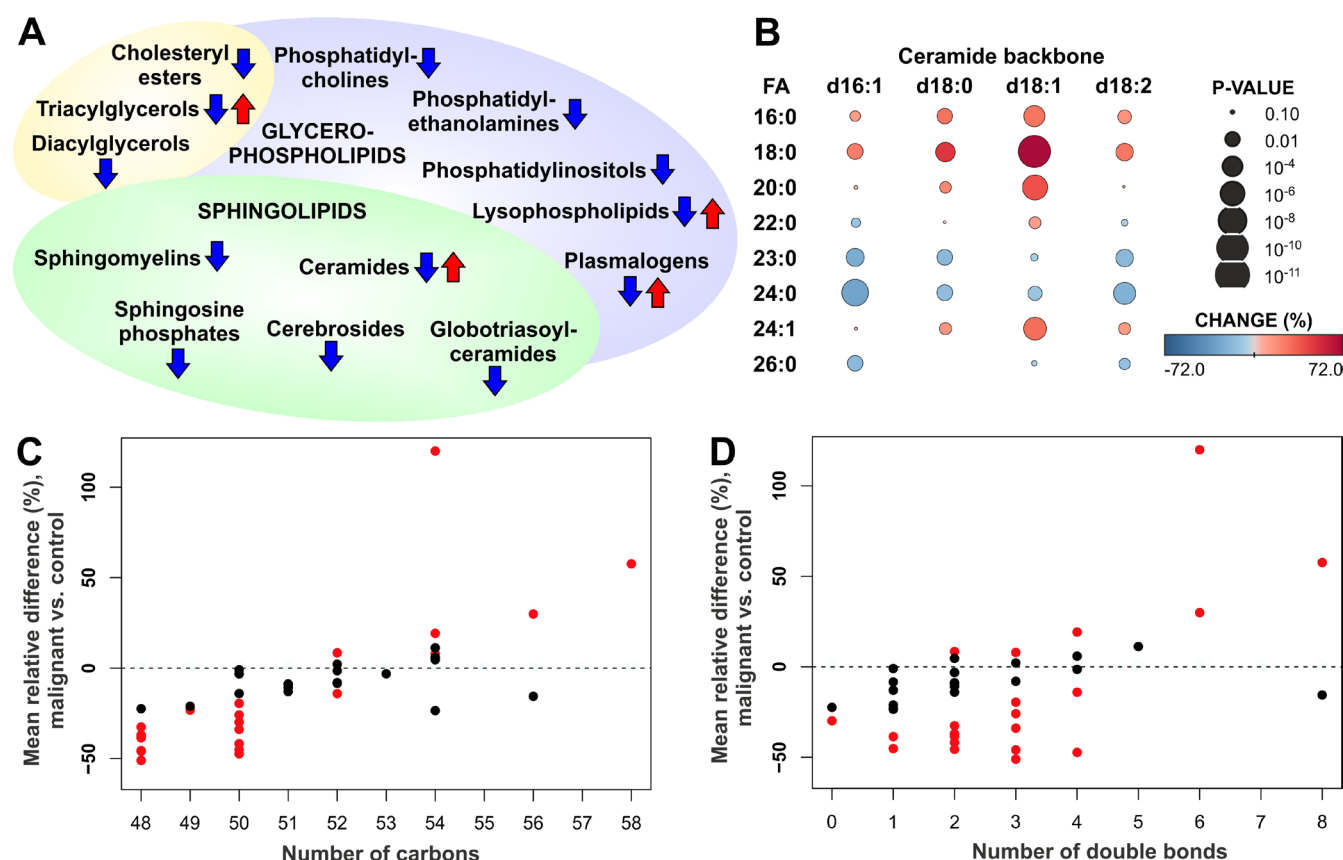 A
Cholesteryl
esters
Triacylglycerols
Diacylglycerols
Phosphatidyl-
cholines
Phosphatidyl-
ethanolamines
GLYCERO-
PHOSPHOLIPIDS
Phosphatidylinositols
Lysophospholipids
Plasmalogens
SPHINGOLIPIDS
Sphingomyelins
Ceramides
Sphingosine
phosphates
Cerebrosides
Globotriasoyl-
ceramides
B
Ceramide backbone
FA d16:1 d18:0 d18:1 d18:2
16:0
18:0
20:0
22:0
23:0
24:0
24:1
26:0
P-VALUE
0.10
0.01
10-4
10-6
10-8
10-10
10-11
CHANGE (%)
-72.0 72.0
C
Mean relative difference (%),
malignant vs. control
100
50
0
−50
48 49 50 51 52 53 54 55 56 57 58
Number of carbons
D
Mean relative difference (%),
malignant vs. control
100
50
0
−50
0 1 2 3 4 5 6 7 8
Number of double bonds